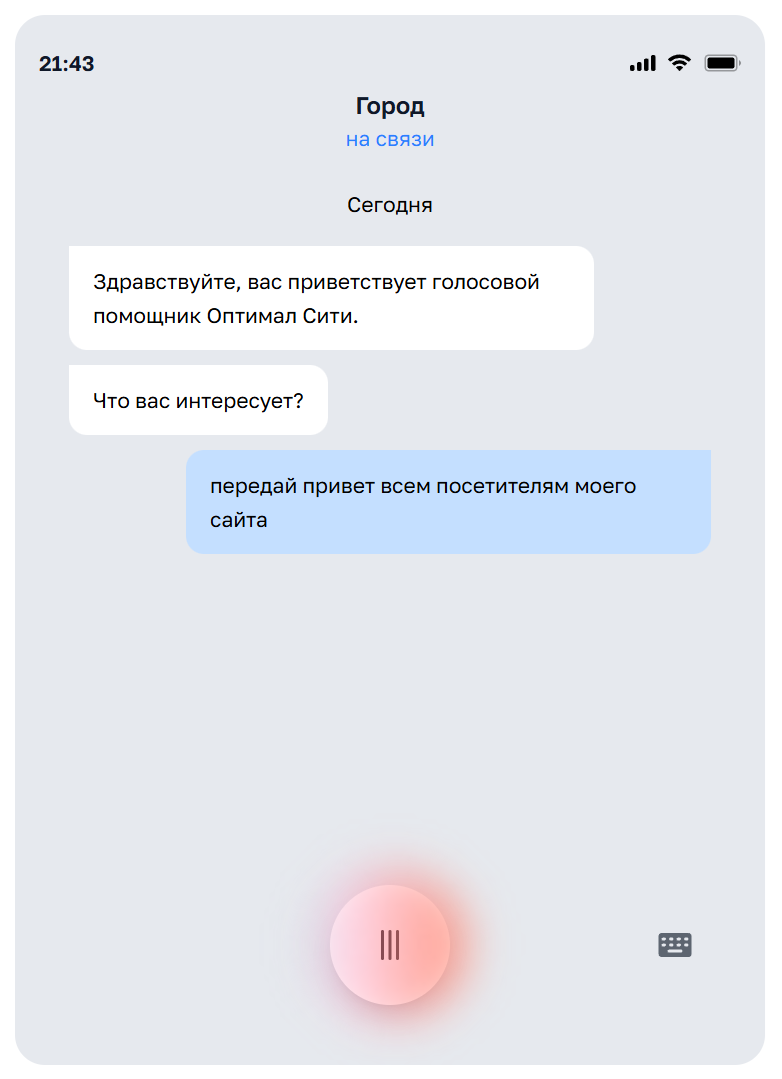 21:43
Город
на связи
Сегодня
Здравствуйте, вас приветствует голосовой
помощник Оптимал Сити.
Что вас интересует?
передай привет всем посетителям моего
сайта